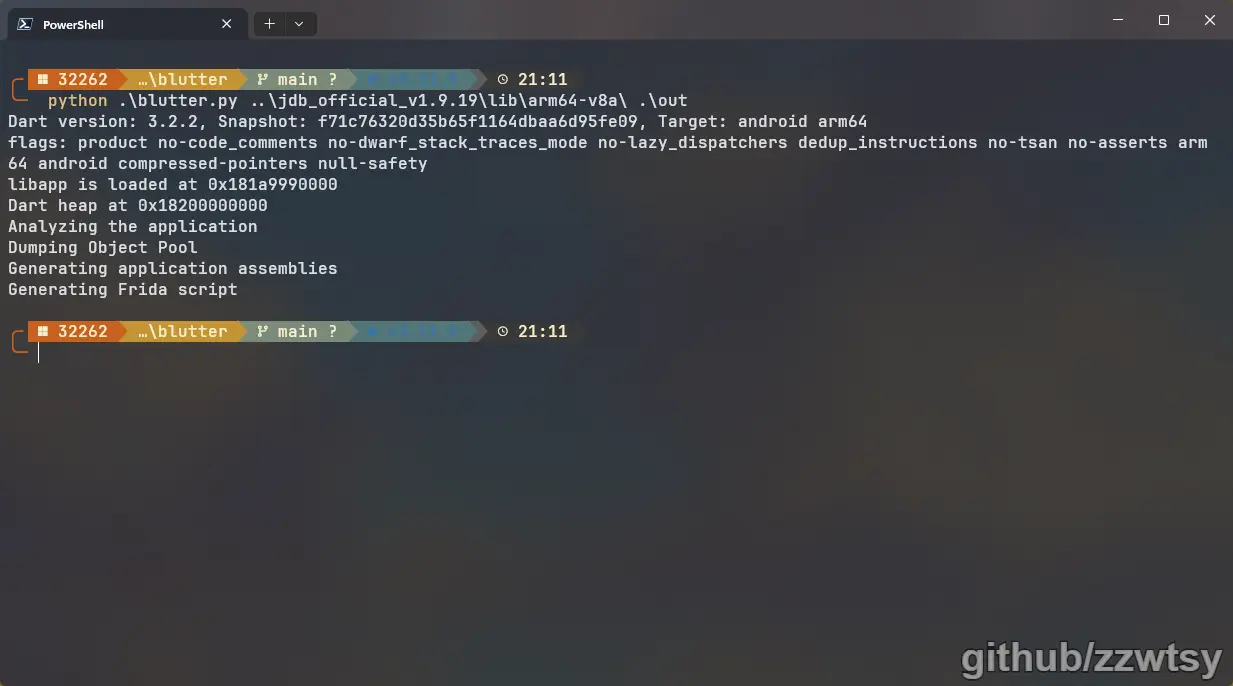 PowerShell
32262 …\blutter main ? 21:11
python .\blutter.py ..\jdb_official_v1.9.19\lib\arm64-v8a\ .\out
Dart version: 3.2.2, Snapshot: f71c76320d35b65f1164dbaa6d95fe09, Target: android arm64
flags: product no-code_comments no-dwarf_stack_traces_mode no-lazy_dispatchers dedup_instructions no-tsan no-asserts arm
64 android compressed-pointers null-safety
libapp is loaded at 0x181a9990000
Dart heap at 0x18200000000
Analyzing the application
Dumping Object Pool
Generating application assemblies
Generating Frida script
32262 …\blutter main ? 21:11
github/zzwtsy